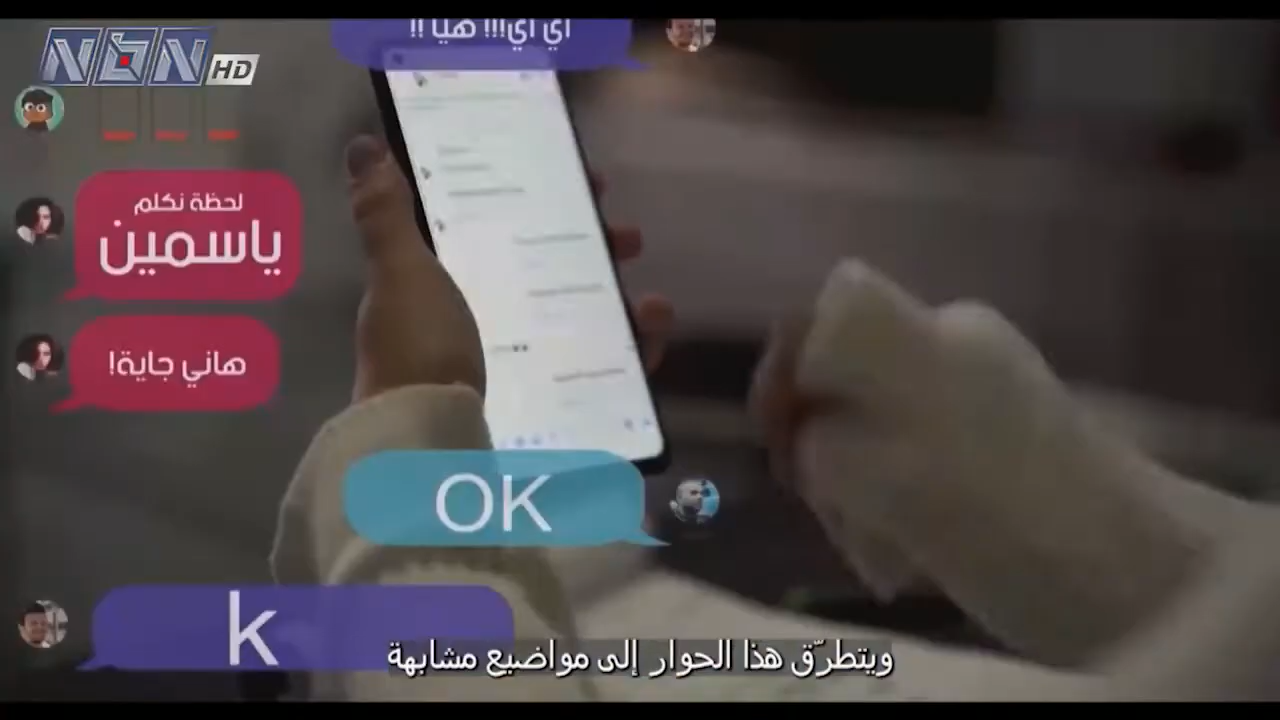 اي اي!!! هيا !!
NBN HD
لحظة نكلم
ياسمين
هاني جاية!
OK
k
ويتطرّق هذا الحوار إلى مواضيع مشابهة